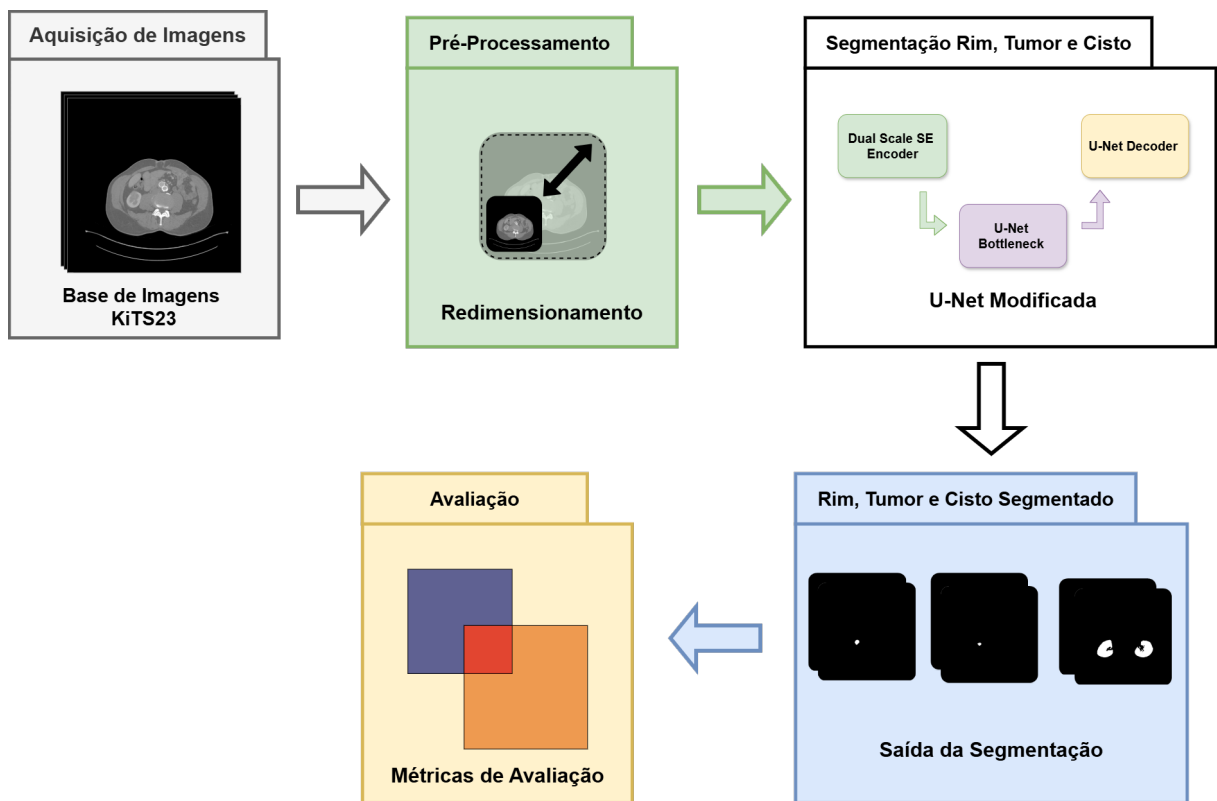 Aquisição de Imagens
Base de Imagens
KiTS23
Pré-Processamento
Redimensionamento
Segmentação Rim, Tumor e Cisto
Dual Scale SE
Encoder
U-Net Decoder
U-Net
Bottleneck
U-Net Modificada
Rim, Tumor e Cisto Segmentado
Saída da Segmentação
Avaliação
Métricas de Avaliação